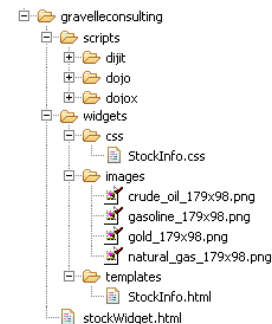 gravelleconsulting
scripts
dijit
dojo
dojox
widgets
css
StockInfo.css
images
crude_oil_179x98.png
gasoline_179x98.png
gold_179x98.png
natural_gas_179x98.png
templates
StockInfo.html
stockWidget.html